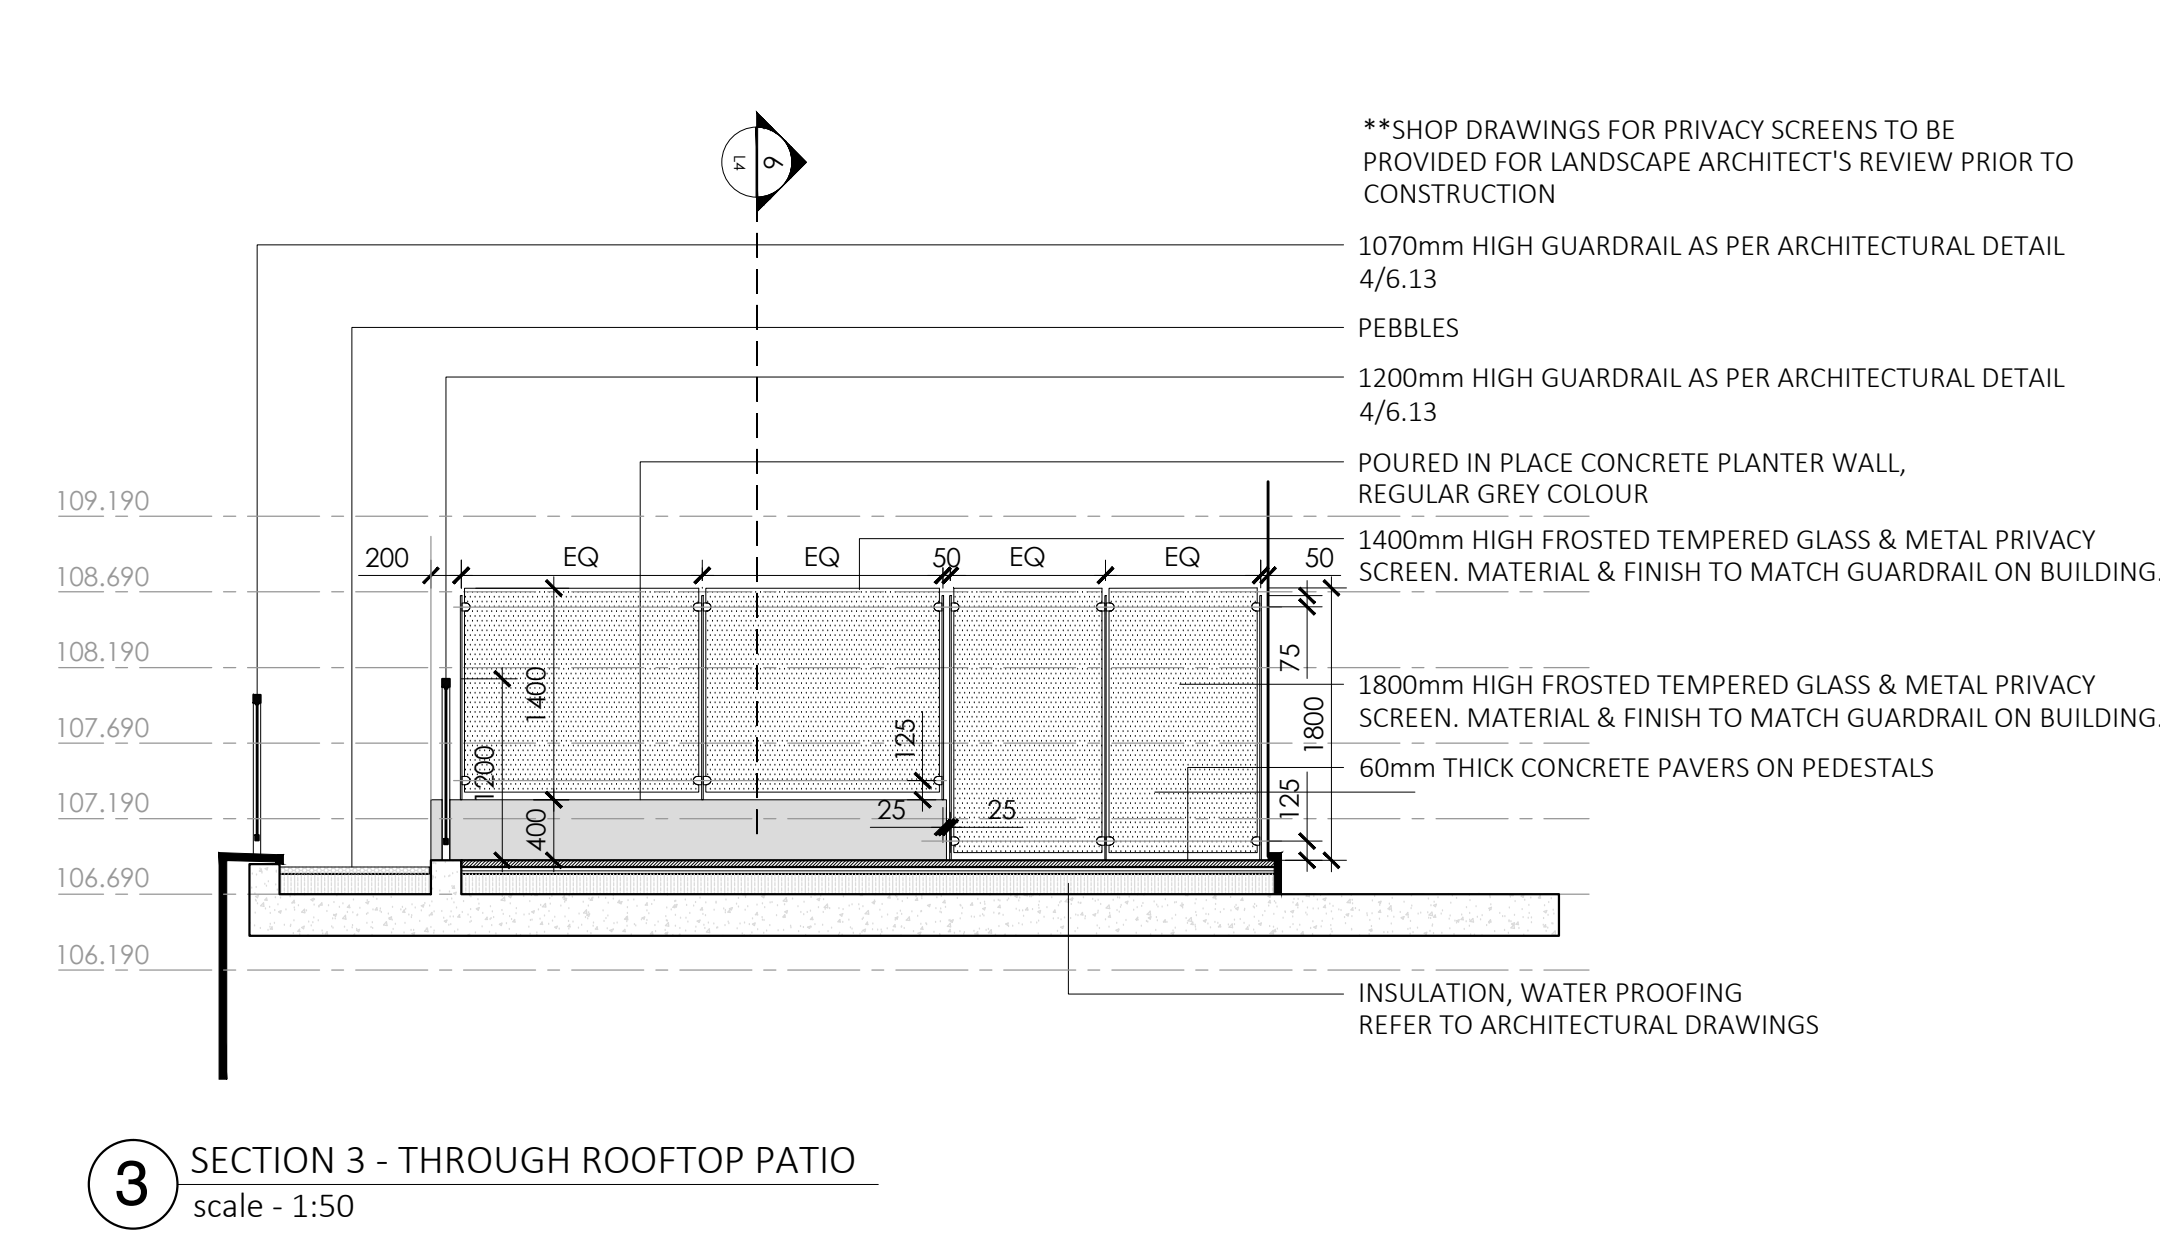 **SHOP DRAWINGS FOR PRIVACY SCREENS TO BE
PROVIDED FOR LANDSCAPE ARCHITECT'S REVIEW PRIOR TO
CONSTRUCTION
6
L4
1070mm HIGH GUARDRAIL AS PER ARCHITECTURAL DETAIL
4/6.13
PEBBLES
1200mm HIGH GUARDRAIL AS PER ARCHITECTURAL DETAIL
4/6.13
POURED IN PLACE CONCRETE PLANTER WALL,
REGULAR GREY COLOUR
1400mm HIGH FROSTED TEMPERED GLASS & METAL PRIVACY
SCREEN. MATERIAL & FINISH TO MATCH GUARDRAIL ON BUILDING.
1800mm HIGH FROSTED TEMPERED GLASS & METAL PRIVACY
SCREEN. MATERIAL & FINISH TO MATCH GUARDRAIL ON BUILDING.
60mm THICK CONCRETE PAVERS ON PEDESTALS
INSULATION, WATER PROOFING
REFER TO ARCHITECTURAL DRAWINGS
109.190
108.690
108.190
107.690
107.190
106.690
106.190
200 EQ EQ 50 EQ EQ 50
1400
1200
400
125
25 25
75
1800
125
3
SECTION 3 - THROUGH ROOFTOP PATIO
scale - 1:50